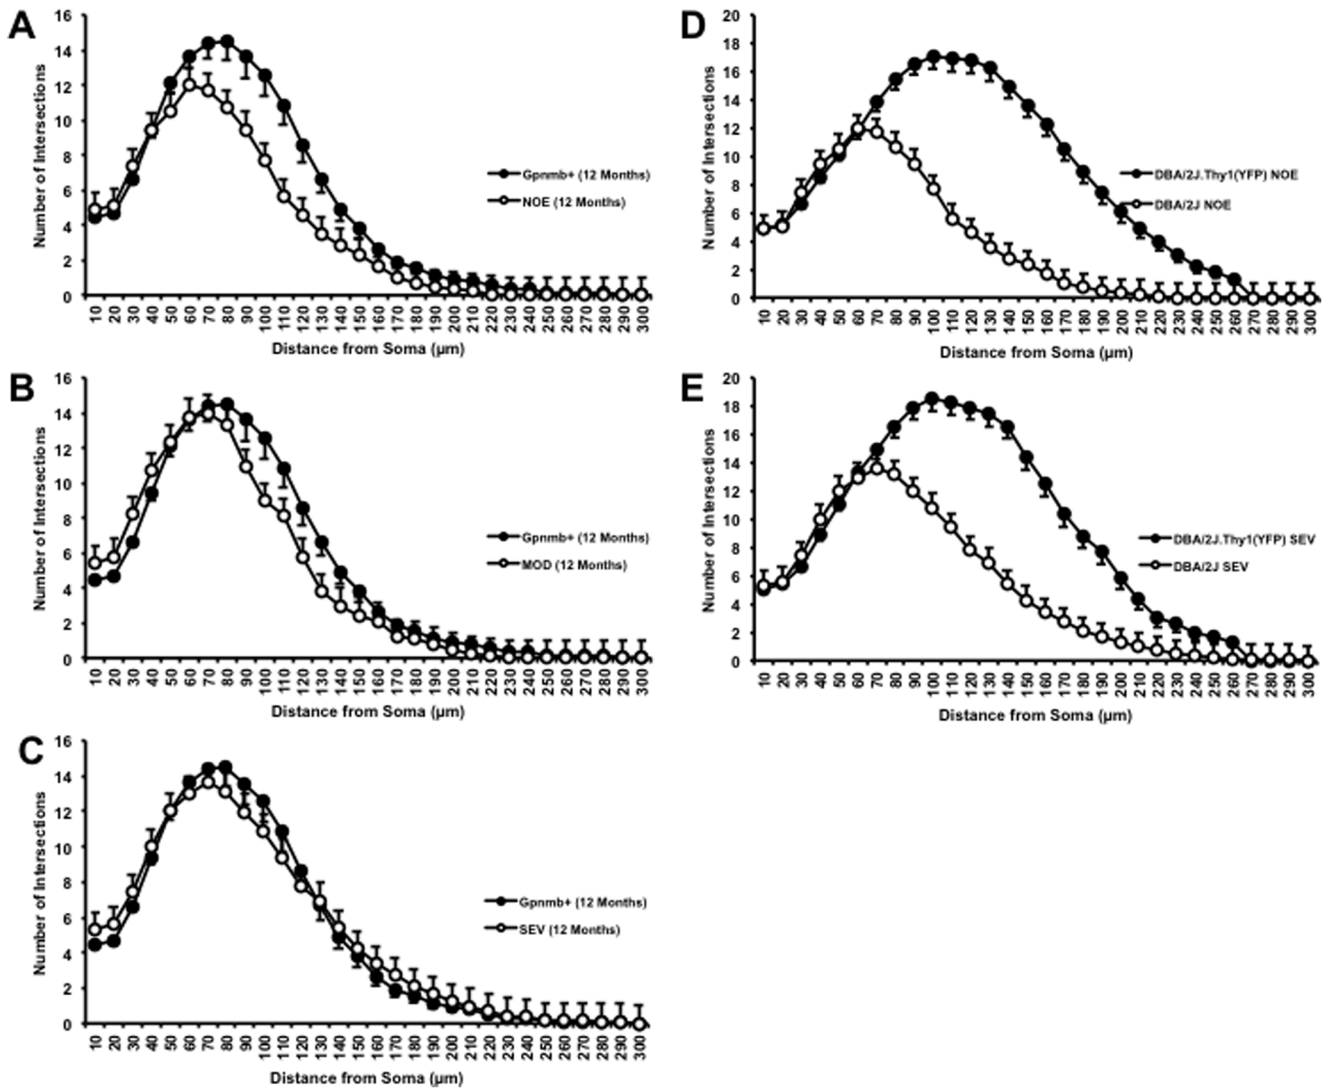 A
16
14
12
10
8
6
4
2
0
Number of Intersections
Gpnmb+ (12 Months)
NOE (12 Months)
10 20 30 40 50 60 70 80 90 100 110 120 130 140 150 160 170 180 190 200 210 220 230 240 250 260 270 280 290 300
Distance from Soma (µm)
B
16
14
12
10
8
6
4
2
0
Number of Intersections
Gpnmb+ (12 Months)
MOD (12 Months)
10 20 30 40 50 60 70 80 90 100 110 120 130 140 150 160 170 180 190 200 210 220 230 240 250 260 270 280 290 300
Distance from Soma (µm)
C
16
14
12
10
8
6
4
2
0
Number of Intersections
Gpnmb+ (12 Months)
SEV (12 Months)
10 20 30 40 50 60 70 80 90 100 110 120 130 140 150 160 170 180 190 200 210 220 230 240 250 260 270 280 290 300
Distance from Soma (µm)
D
20
18
16
14
12
10
8
6
4
2
0
Number of Intersections
DBA/2J.Thy1(YFP) NOE
DBA/2J NOE
10 20 30 40 50 60 70 80 90 100 110 120 130 140 150 160 170 180 190 200 210 220 230 240 250 260 270 280 290 300
Distance from Soma (µm)
E
20
18
16
14
12
10
8
6
4
2
0
Number of Intersections
DBA/2J.Thy1(YFP) SEV
DBA/2J SEV
10 20 30 40 50 60 70 80 90 100 110 120 130 140 150 160 170 180 190 200 210 220 230 240 250 260 270 280 290 300
Distance from Soma (µm)